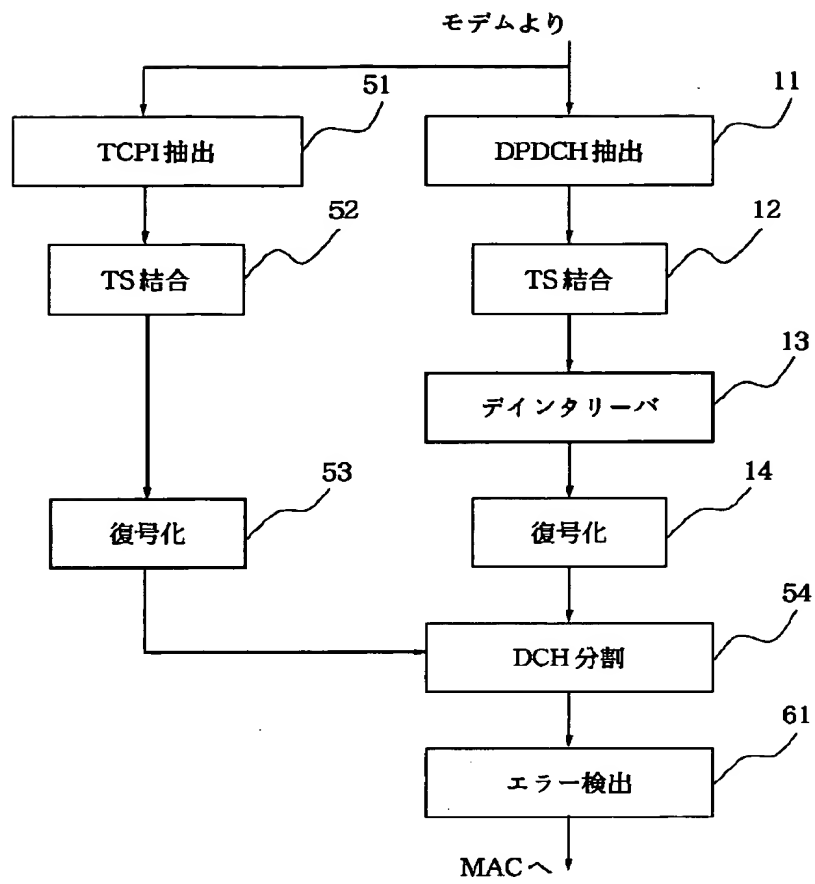 モデムより
51
11
TCPI抽出
DPDCH抽出
52
12
TS結合
TS結合
13
デインタリーバ
53
14
復号化
復号化
54
DCH分割
61
エラー検出
MACへ